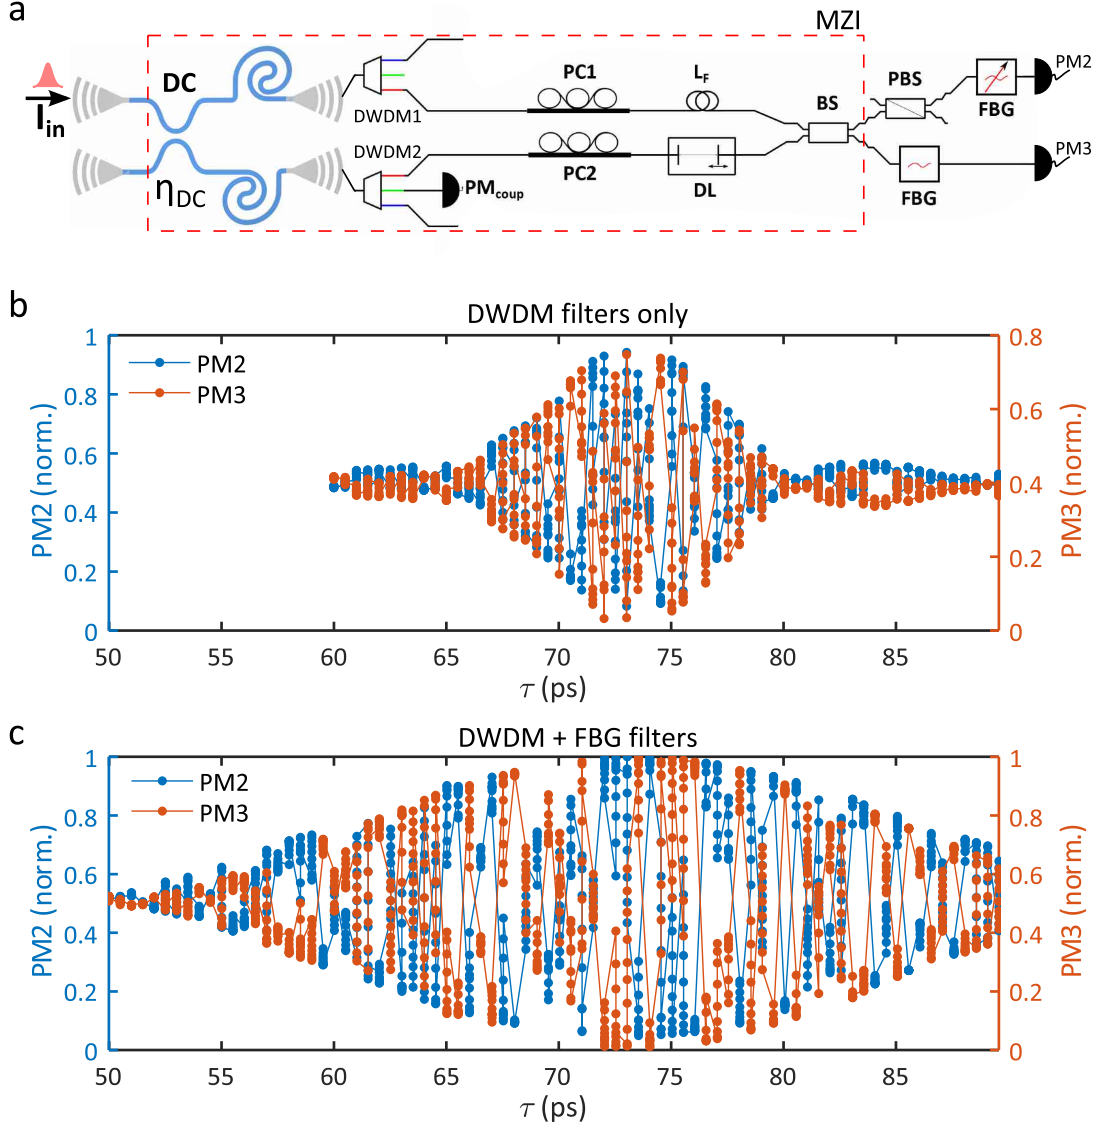 a
MZI
DC
PC1
L_F
PBS
PM2
I_in
DWDM1
BS
FBG
DWDM2
PM3
η_DC
PM_coup
PC2
DL
FBG
b
DWDM filters only
PM2 (norm.)
1
0.8
0.6
0.4
0.2
0
PM2
PM3
0.8
0.6
0.4
0.2
0
PM3 (norm.)
50 55 60 65 70 75 80 85
τ (ps)
c
DWDM + FBG filters
PM2 (norm.)
1
0.8
0.6
0.4
0.2
0
PM2
PM3
1
0.8
0.6
0.4
0.2
0
PM3 (norm.)
50 55 60 65 70 75 80 85
τ (ps)